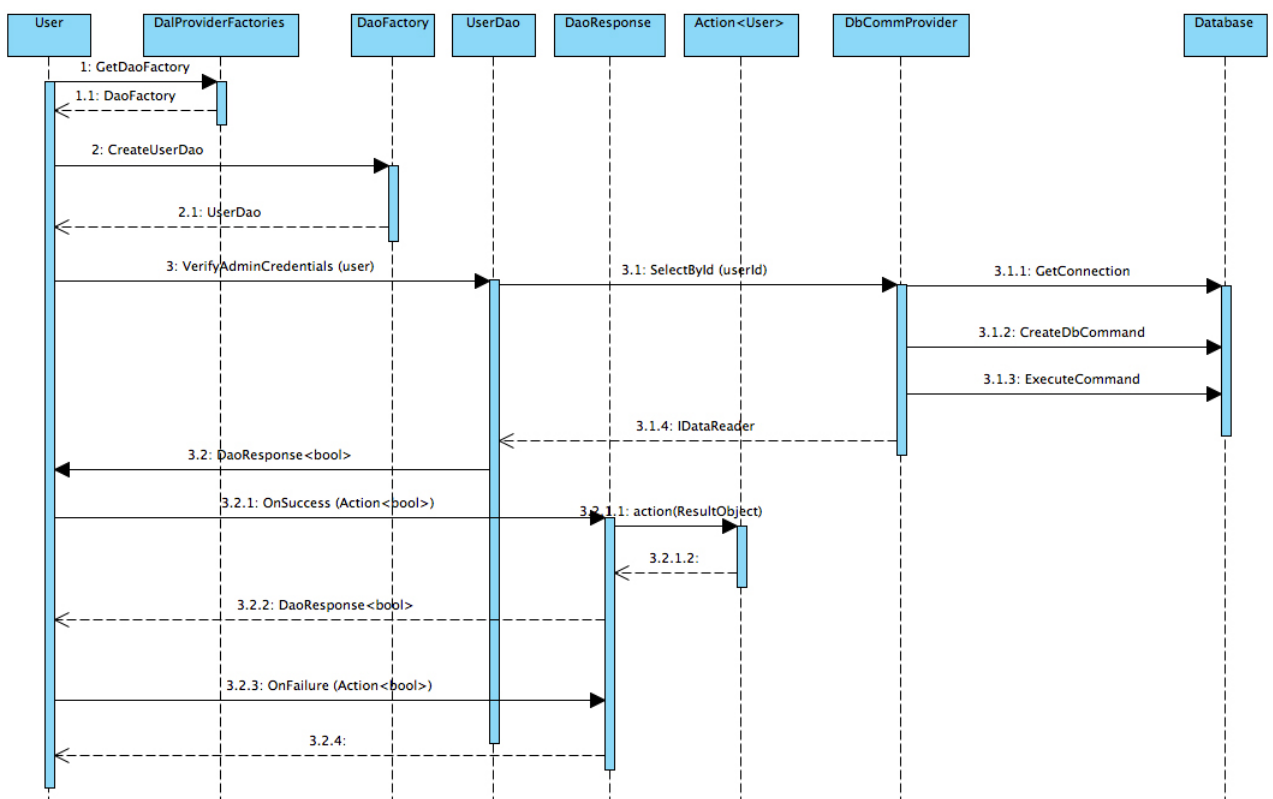 User
DalProviderFactories
DaoFactory
UserDao
DaoResponse
Action<User>
DbCommProvider
Database
1: GetDaoFactory
1.1: DaoFactory
2: CreateUserDao
2.1: UserDao
3: VerifyAdminCredentials (user)
3.1: SelectById (userId)
3.1.1: GetConnection
3.1.2: CreateDbCommand
3.1.3: ExecuteCommand
3.1.4: IDataReader
3.2: DaoResponse<bool>
3.2.1: OnSuccess (Action<bool>)
3.2.1.1: action(ResultObject)
3.2.1.2:
3.2.2: DaoResponse<bool>
3.2.3: OnFailure (Action<bool>)
3.2.4: